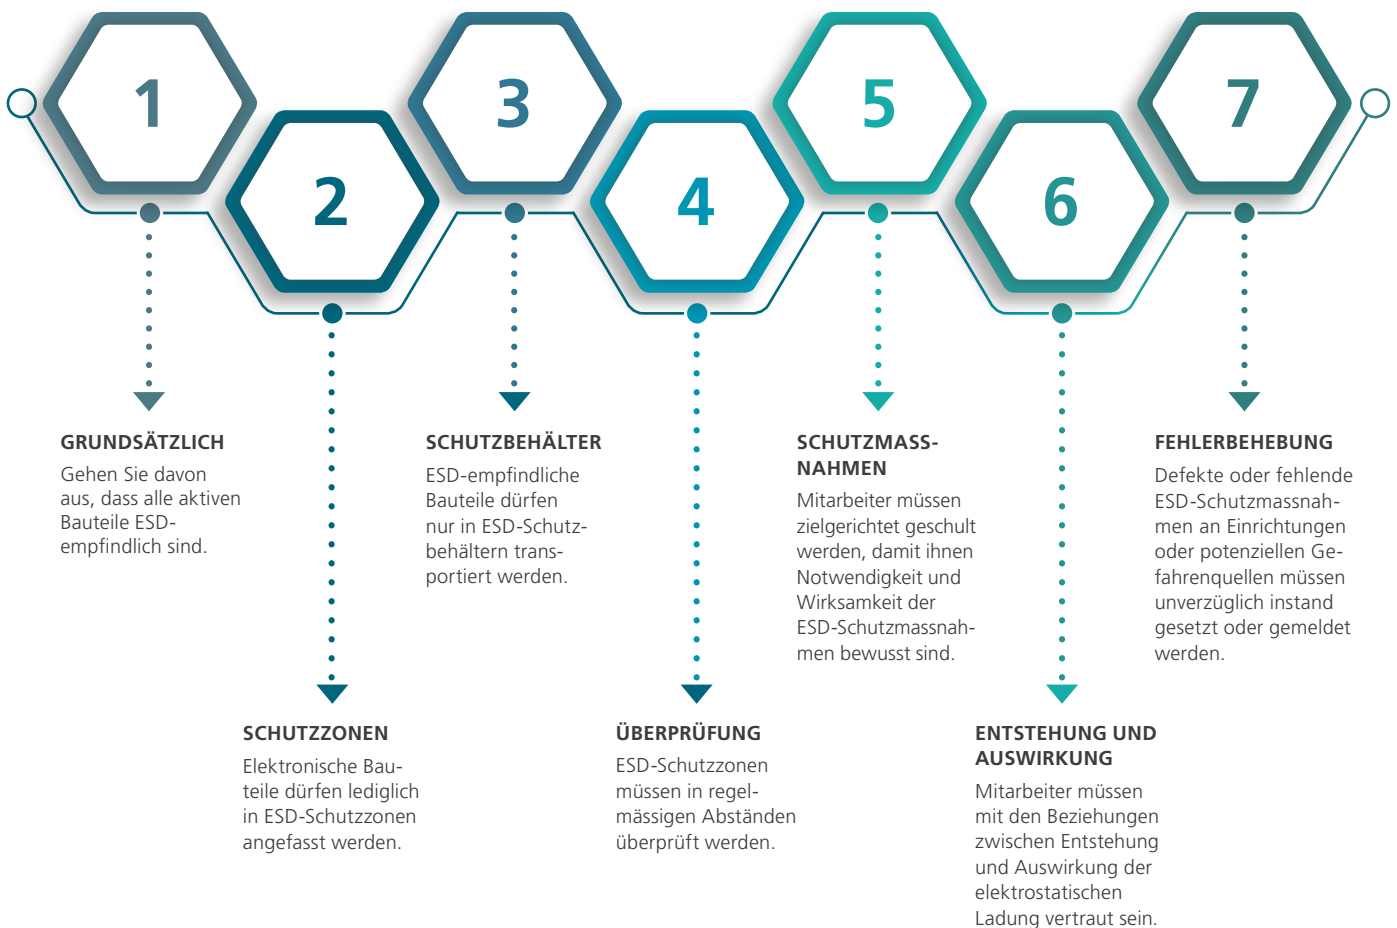 1
2
3
4
5
6
7
GRUNDSÄTZLICH
Gehen Sie davon
aus, dass alle aktiven
Bauteile ESD-
empfindlich sind.
SCHUTZZONEN
Elektronische Bau-
teile dürfen lediglich
in ESD-Schutzzonen
angefasst werden.
SCHUTZBEHÄLTER
ESD-empfindliche
Bauteile dürfen
nur in ESD-Schutz-
behältern trans-
portiert werden.
ÜBERPRÜFUNG
ESD-Schutzzonen
müssen in regel-
mässigen Abständen
überprüft werden.
SCHUTZMASS-
NAHMEN
Mitarbeiter müssen
zielgerichtet geschult
werden, damit ihnen
Notwendigkeit und
Wirksamkeit der
ESD-Schutzmassnah-
men bewusst sind.
ENTSTEHUNG UND
AUSWIRKUNG
Mitarbeiter müssen
mit den Beziehungen
zwischen Entstehung
und Auswirkung der
elektrostatischen
Ladung vertraut sein.
FEHLERBEHEBUNG
Defekte oder fehlende
ESD-Schutzmassnah-
men an Einrichtungen
oder potenziellen Ge-
fahrenquellen müssen
unverzüglich instand
gesetzt oder gemeldet
werden.